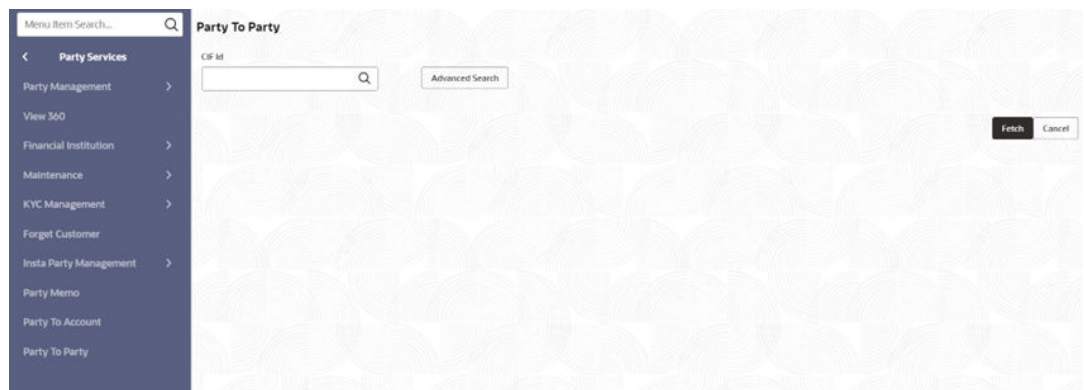 Menu Item Search...
Party Services
Party Management
View 360
Financial Institution
Maintenance
KYC Management
Forget Customer
Insta Party Management
Party Memo
Party To Account
Party To Party
Party To Party
CIF Id
Advanced Search
Fetch
Cancel